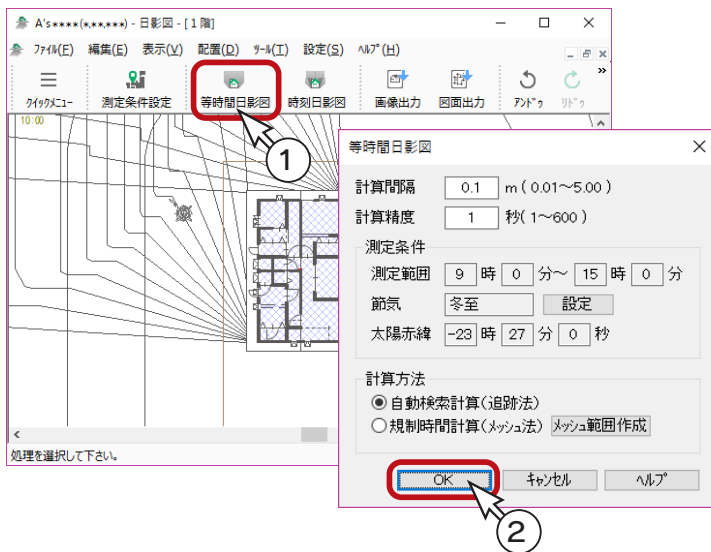 A's****(*,**,***) - 日影図 - [1 階]
ファイル(F) 編集(E) 表示(V) 配置(D) ツール(T) 設定(S) ヘルプ(H)
クイックメニュー 測定条件設定 等時間日影図 時刻日影図 画像出力 図面出力 アンドゥ リドゥ
10:00
①
等時間日影図
計算間隔 0.1 m ( 0.01～5.00 )
計算精度 1 秒( 1～600 )
測定条件
測定範囲 9 時 0 分～ 15 時 0 分
節気 冬至 設定
太陽赤緯 -23 時 27 分 0 秒
計算方法
自動検索計算(追跡法)
規制時間計算(メッシュ法) メッシュ範囲作成
処理を選択して下さい。
OK キャンセル ヘルプ
②